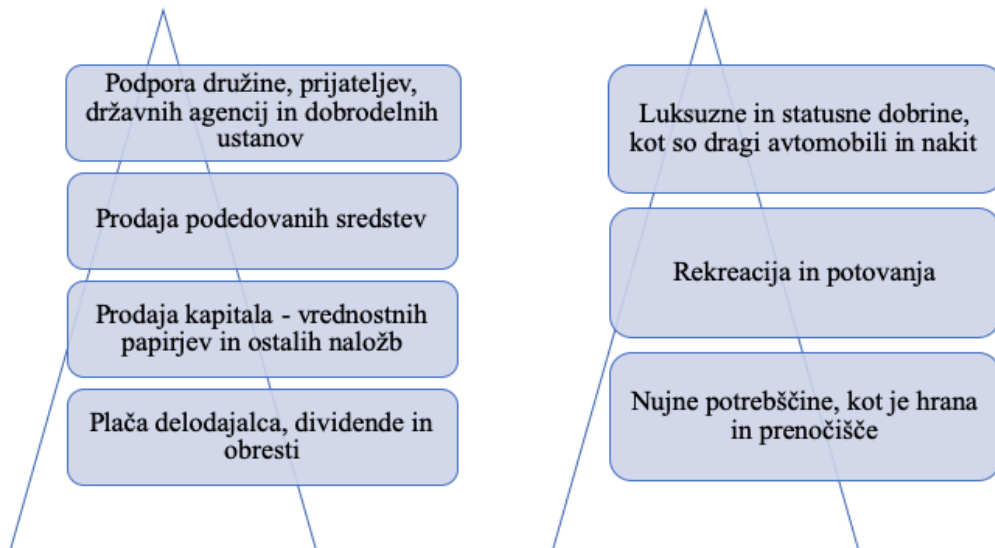 Podpora družine, prijateljev,
državnih agencij in dobrodelnih
ustanov
Prodaja podedovanih sredstev
Prodaja kapitala - vrednostnih
papirjev in ostalih naložb
Plača delodajalca, dividende in
obresti
Luksuzne in statusne dobrine,
kot so dragi avtomobili in nakit
Rekreacija in potovanja
Nujne potrebščine, kot je hrana
in prenočišče